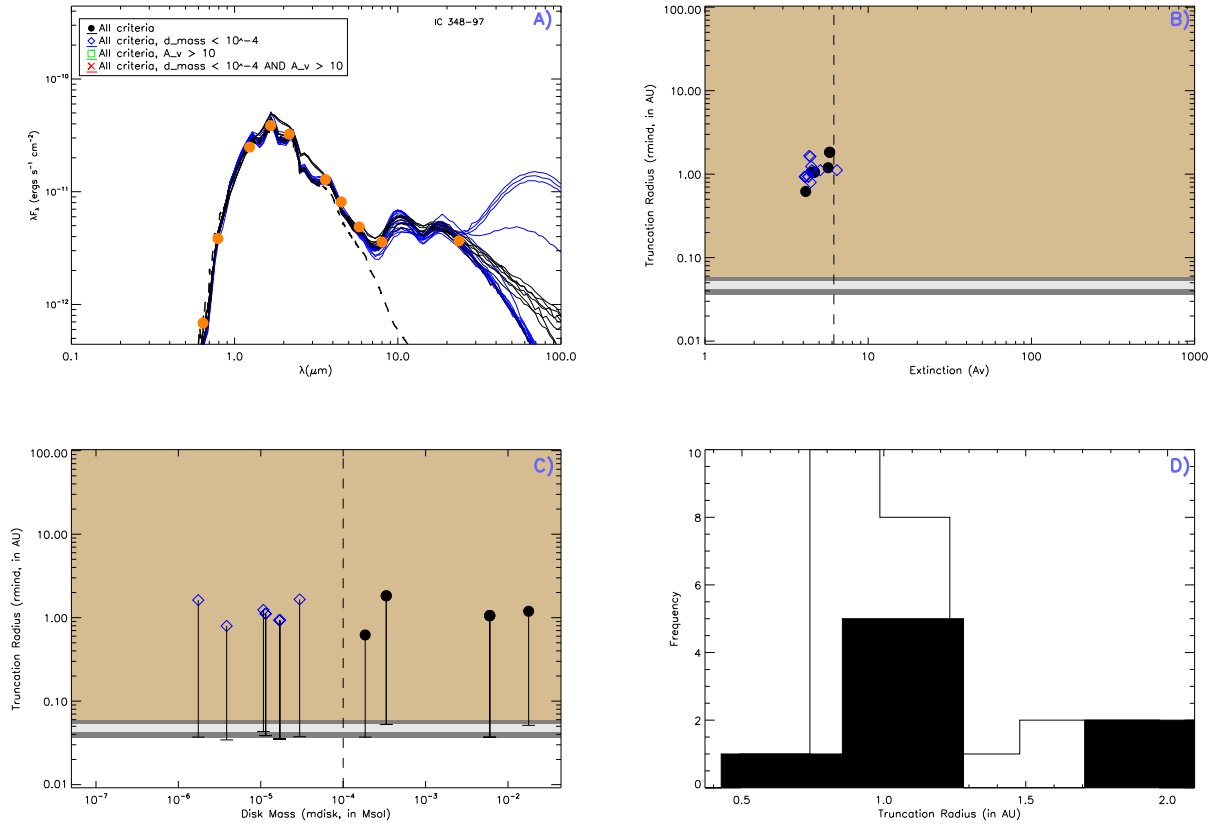 A)
IC 348-97
All criteria
All criteria, d_mass < 10^-4
All criteria, A_v > 10
All criteria, d_mass < 10^-4 AND A_v > 10
λFλ (ergs s⁻¹ cm⁻²)
10⁻¹⁰
10⁻¹¹
10⁻¹²
0.1 1.0 10.0 100.0
λ(μm)
B)
Truncation Radius (rmind, in AU)
100.00
10.00
1.00
0.10
0.01
1 10 100 1000
Extinction (Av)
C)
Truncation Radius (rmind, in AU)
100.00
10.00
1.00
0.10
0.01
10⁻⁷ 10⁻⁶ 10⁻⁵ 10⁻⁴ 10⁻³ 10⁻²
Disk Mass (mdisk, in Msol)
D)
Frequency
10
8
6
4
2
0
0.5 1.0 1.5 2.0
Truncation Radius (in AU)